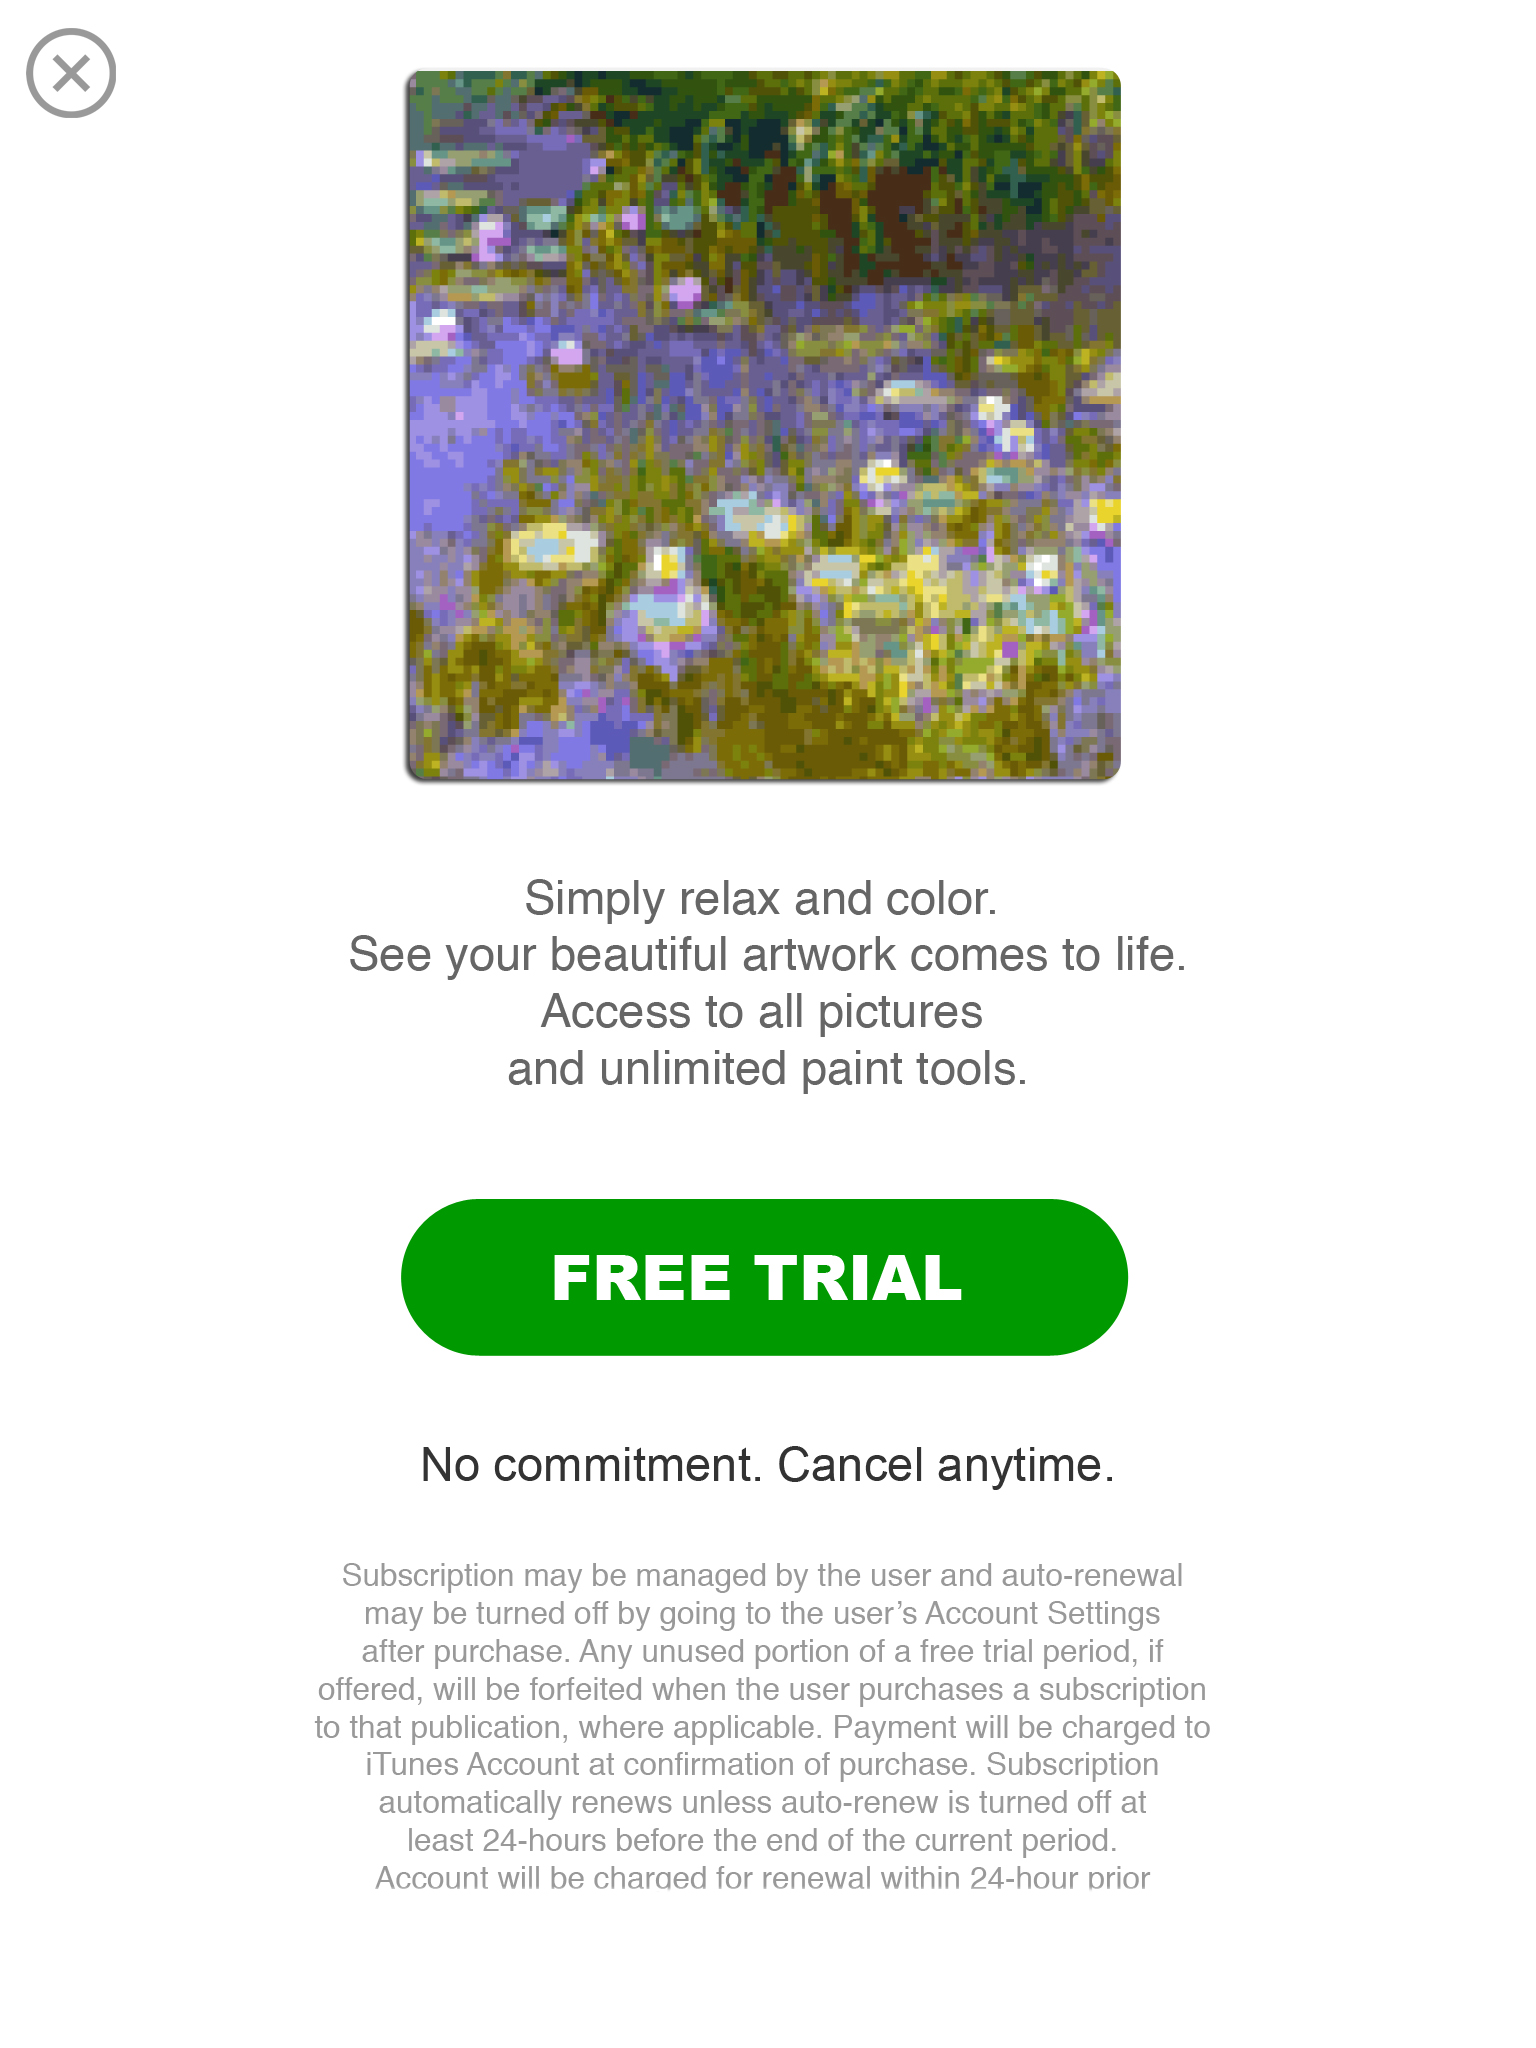 Simply relax and color.
See your beautiful artwork comes to life.
Access to all pictures
and unlimited paint tools.
FREE TRIAL
No commitment. Cancel anytime.
Subscription may be managed by the user and auto-renewal
may be turned off by going to the user’s Account Settings
after purchase. Any unused portion of a free trial period, if
offered, will be forfeited when the user purchases a subscription
to that publication, where applicable. Payment will be charged to
iTunes Account at confirmation of purchase. Subscription
automatically renews unless auto-renew is turned off at
least 24-hours before the end of the current period.
Account will be charged for renewal within 24-hour prior